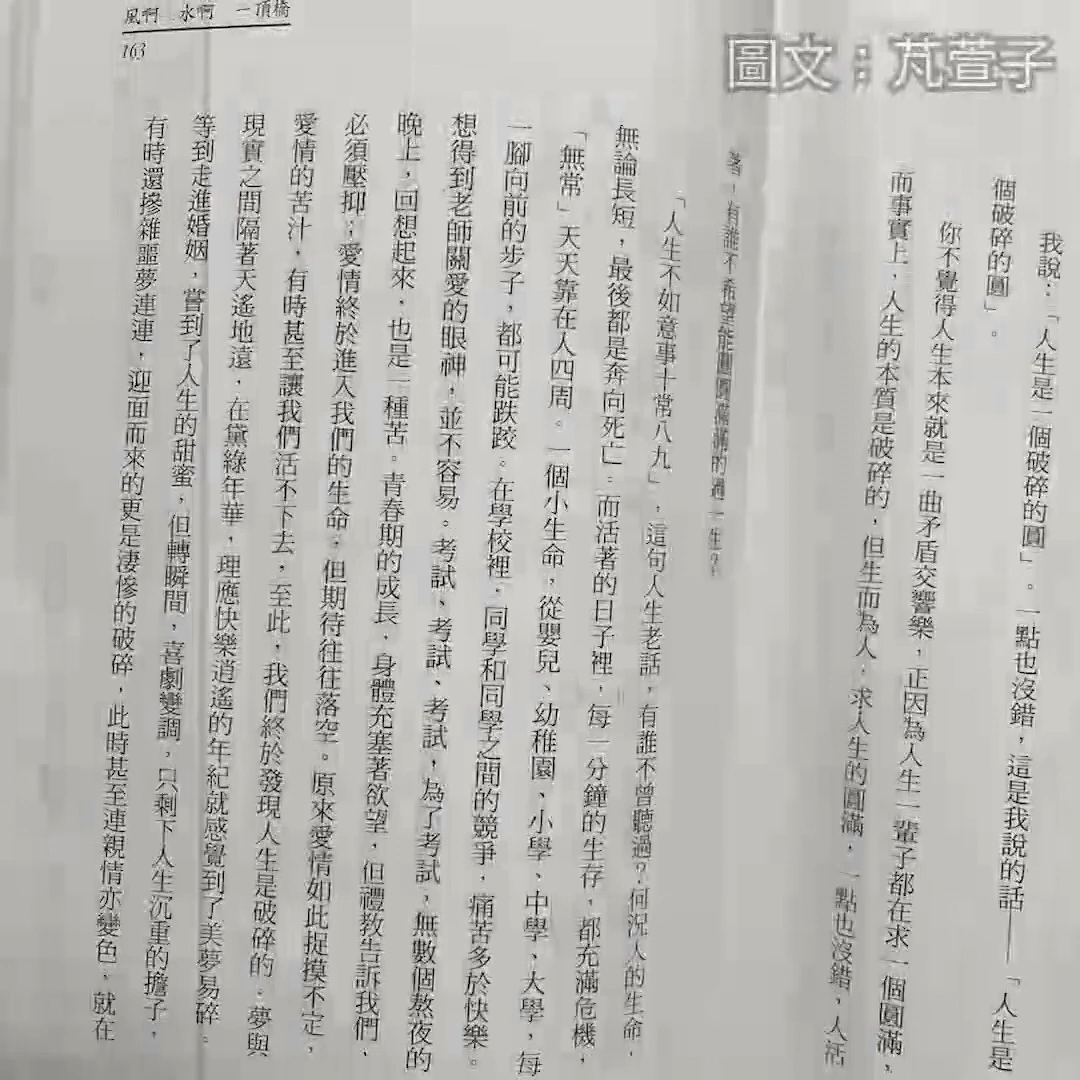 圖文：芃萱子
風啊 水啊 一頂橋
163
我說：「人生是一個破碎的圓」。一點也沒錯，這是我說的話——「人生是
個破碎的圓」。
你不覺得人生本來就是一曲矛盾交響樂，正因為人生一輩子都在求一個圓滿，
而事實上，人生的本質是破碎的，但生而為人，求人生的圓滿，一點也沒錯，人活
著，有誰不希望能圓圓滿滿的過一生？
「人生不如意事十常八九」，這句人生老話，有誰不曾聽過？何況人的生命，
無論長短，最後都是奔向死亡。而活著的日子裡，每一分鐘的生存，都充滿危機，
「無常」天天靠在人四周。一個小生命，從嬰兒、幼稚園、小學、中學、大學，每
一腳向前的步子，都可能跌跤。在學校裡，同學和同學之間的競爭，痛苦多於快樂。
想得到老師關愛的眼神，並不容易。考試、考試、考試，為了考試，無數個熬夜的
晚上，回想起來，也是一種苦。青春期的成長，身體充塞著欲望，但禮教告訴我們，
必須壓抑；愛情終於進入我們的生命，但期待往往落空。原來愛情如此捉摸不定，
愛情的苦汁，有時甚至讓我們活不下去，至此，我們終於發現人生是破碎的。夢與
現實之間隔著天遙地遠，在黛綠年華，理應快樂逍遙的年紀就感覺到了美夢易碎。
等到走進婚姻，嘗到了人生的甜蜜，但轉瞬間，喜劇變調，只剩下人生沉重的擔子，
有時還摻雜噩夢連連，迎面而來的更是淒慘的破碎，此時甚至連親情亦變色，就在